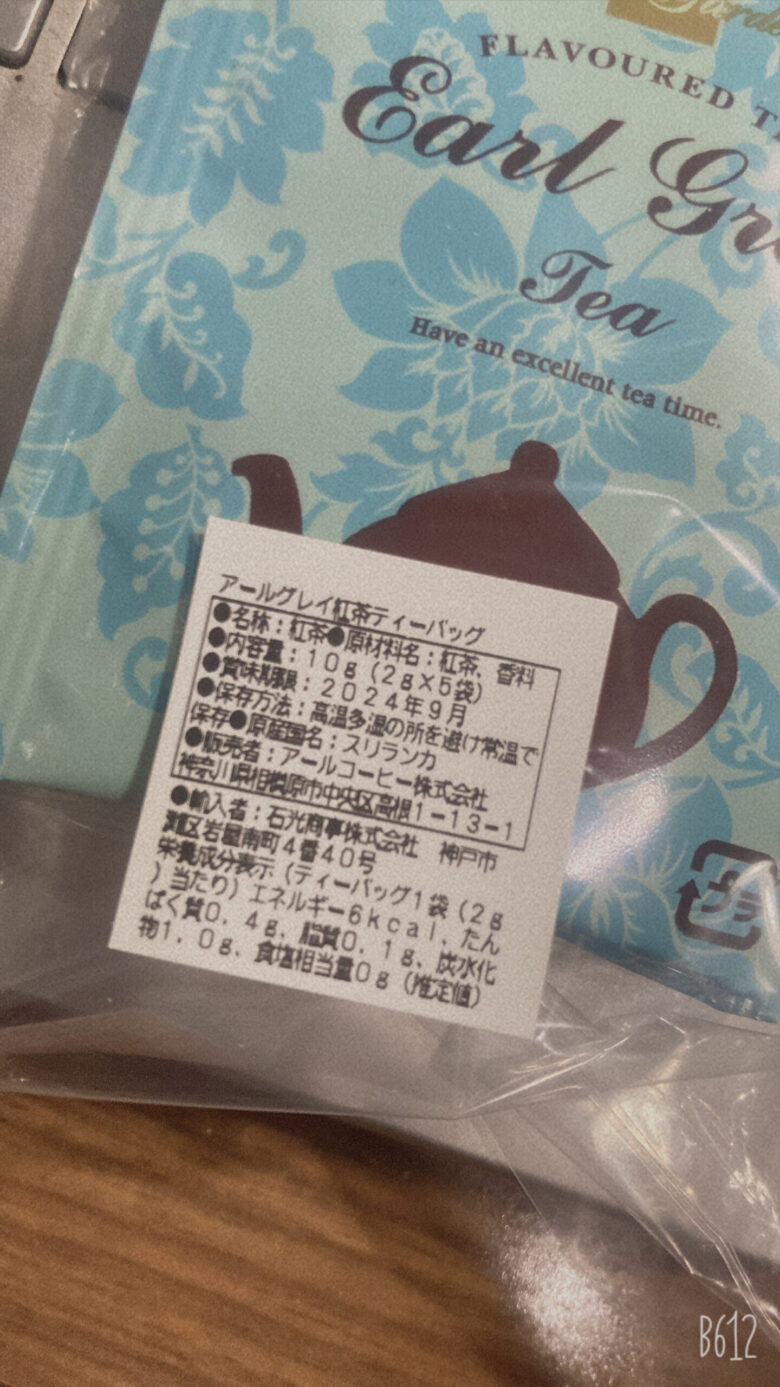 FLAVOURED
Earl
Tea
Have an excellent tea time.
アールグレイ紅茶ティーバッグ
●名称:紅茶●原材料名:紅茶、香料
●内容量:10g(2g×5袋)
●賞味期限:2024年9月
●保存方法:高温多湿の所を避け常温で
保存●原産国名:スリランカ
●販売者:アールコーヒー株式会社
神奈川県相模原市中央区高根1-13-1
●輸入者:石光商事株式会社 神戸市
灘区岩屋南町4番40号
栄養成分表示(ティーバッグ1袋(2g
)当たり)エネルギー6kcal、たん
ぱく質0.4g、脂質0.1g、炭水化
物1.0g、食塩相当量0g(推定値)
プラ
B612